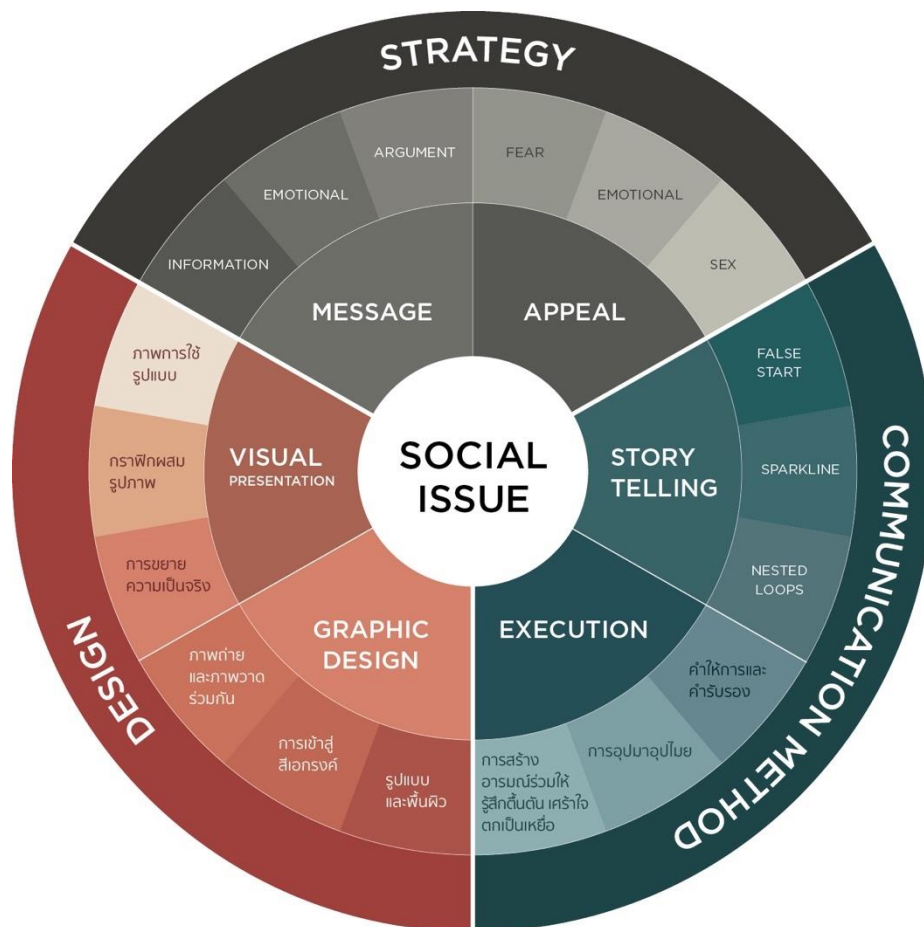 STRATEGY
ARGUMENT
FEAR
EMOTIONAL
EMOTIONAL
INFORMATION
SEX
MESSAGE
APPEAL
ภาพการใช้
รูปแบบ
FALSE
START
กราฟิกผสม
รูปภาพ
VISUAL
PRESENTATION
SOCIAL
ISSUE
STORY
TELLING
SPARKLINE
การขยาย
ความเป็นจริง
NESTED
LOOPS
GRAPHIC
DESIGN
EXECUTION
ภาพถ่าย
และภาพวาด
ร่วมกัน
คำให้การและ
คำรับรอง
การเข้าสู่
สีเอกรงค์
รูปแบบ
และพื้นผิว
การสร้าง
อารมณ์ร่วมให้
รู้สึกตื้นตัน เศร้าใจ
ตกเป็นเหยื่อ
การอุปมาอุปไมย
DESIGN
COMMUNICATION METHOD